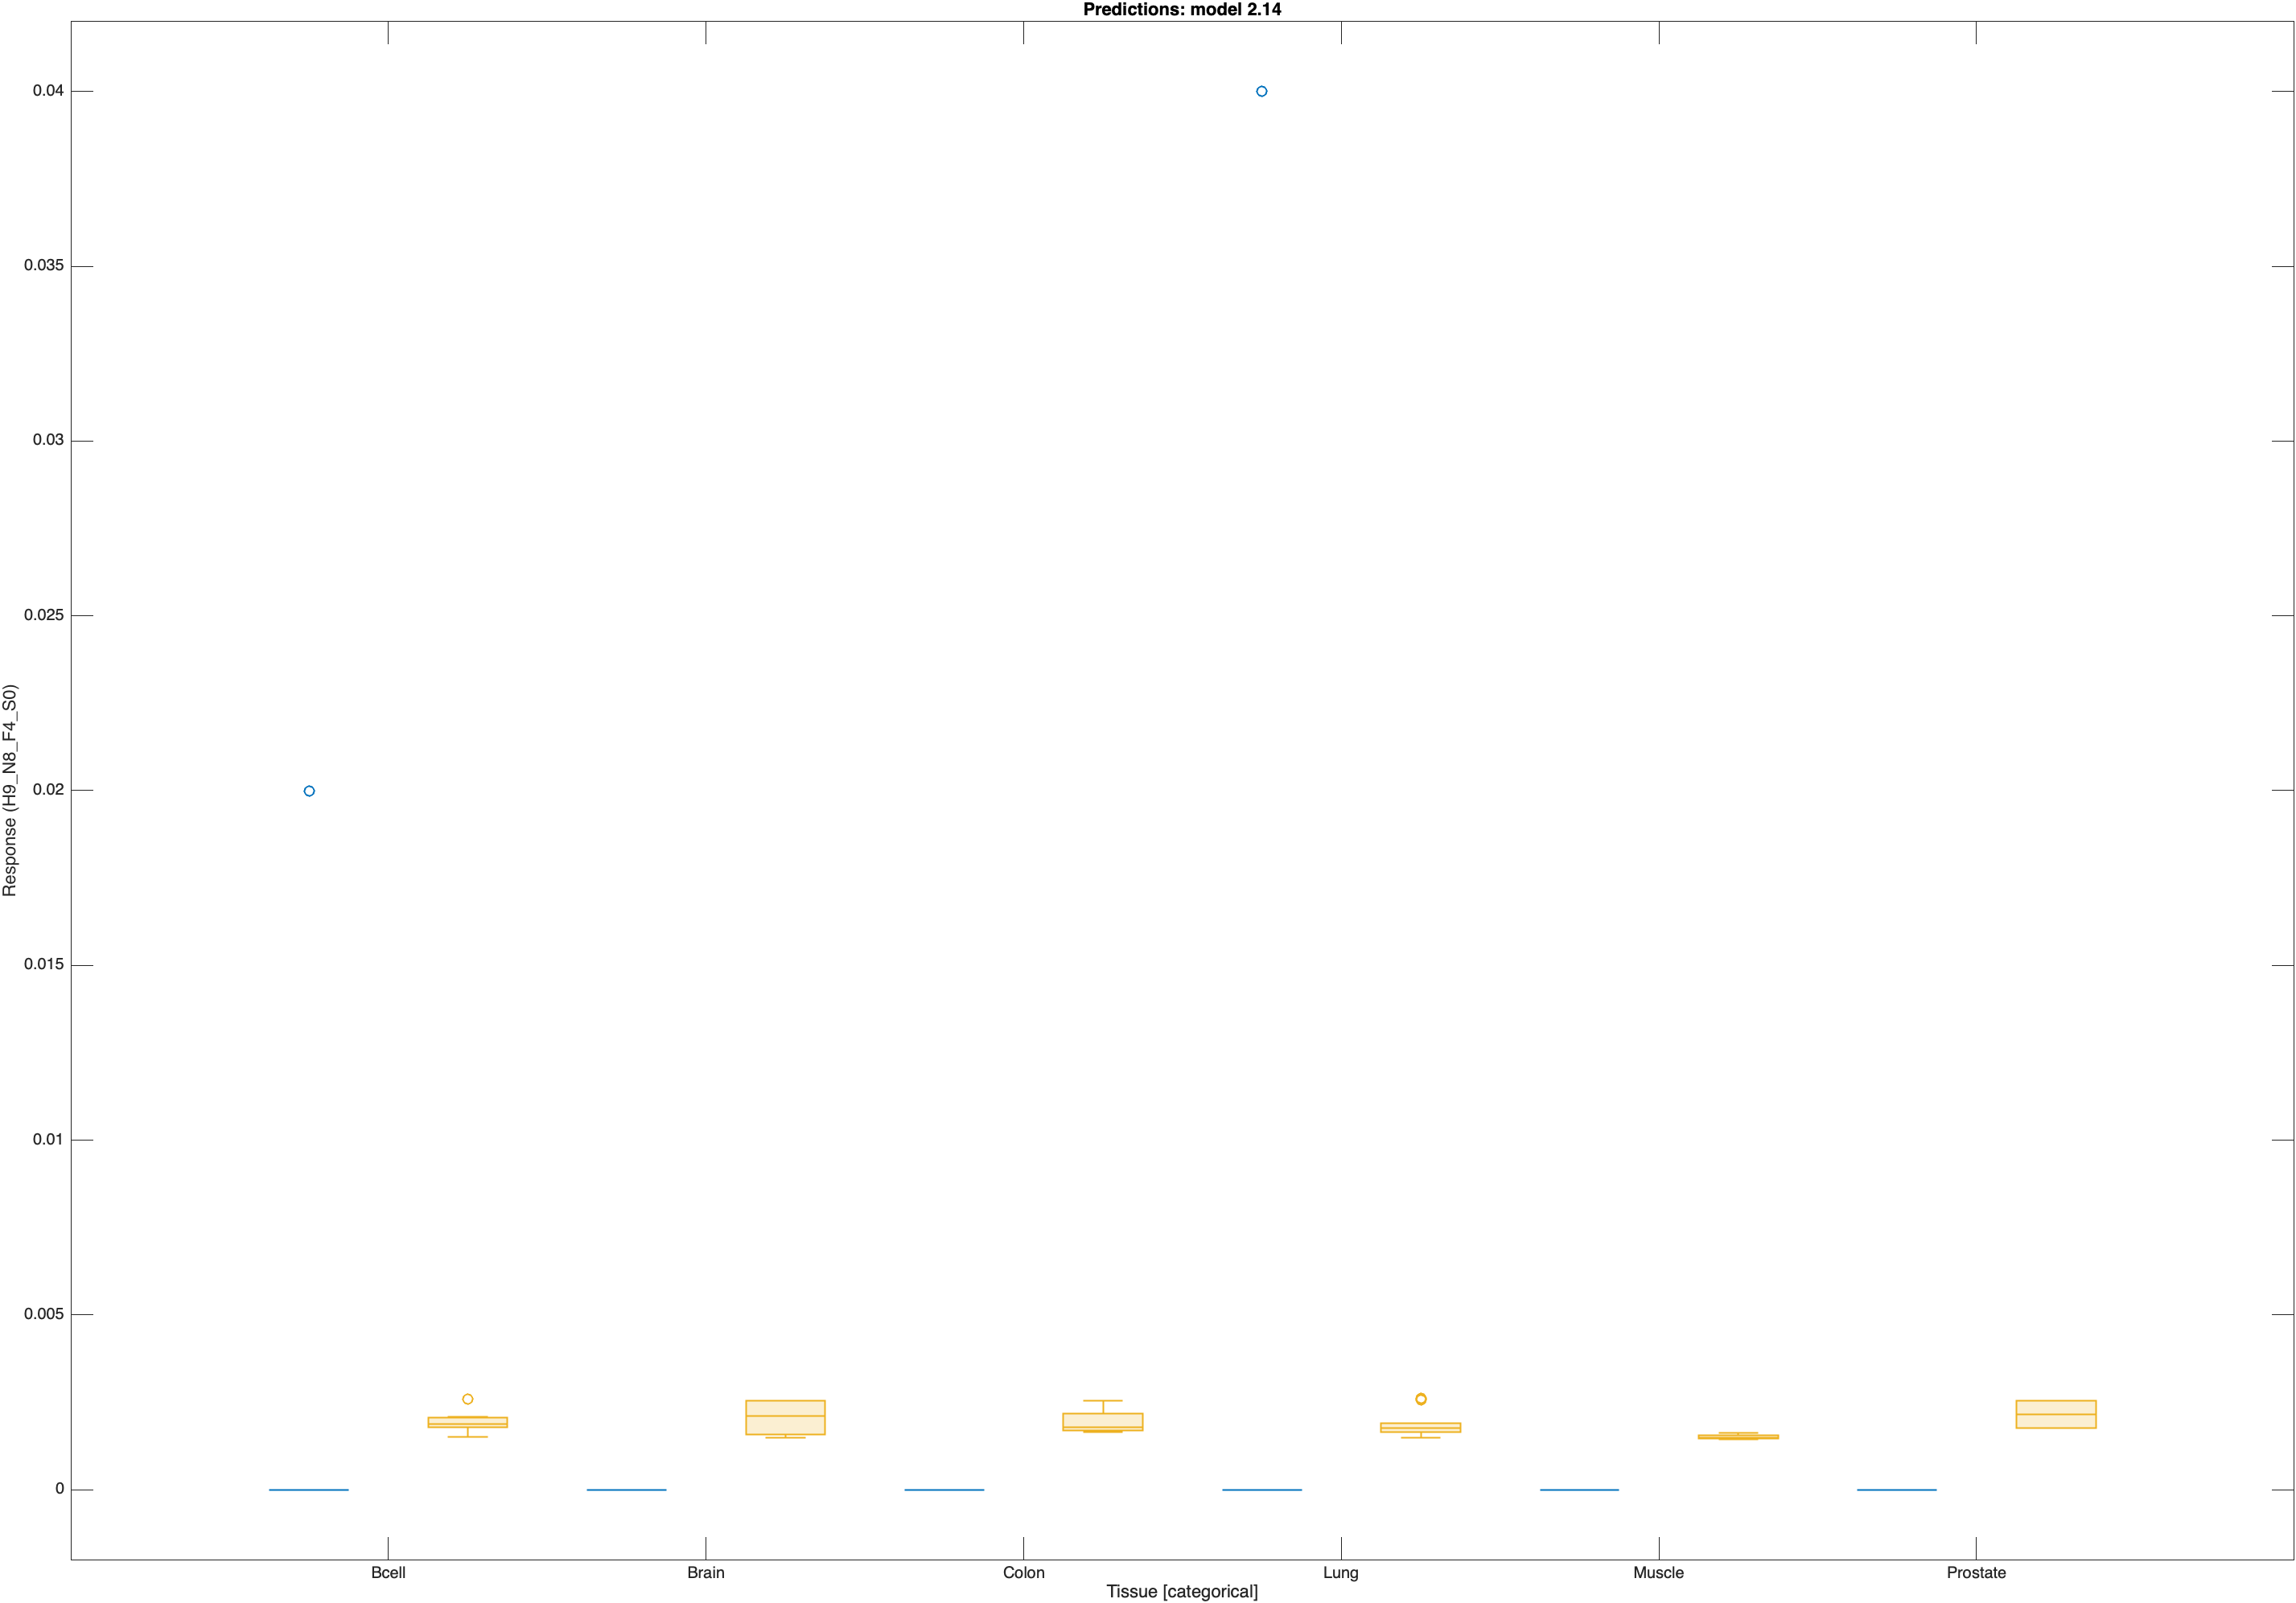 Predictions: model 2.14
0.04
0.035
0.03
0.025
0.02
0.015
0.01
0.005
0
Response (H9_N8_F4_S0)
Bcell Brain Colon Lung Muscle Prostate
Tissue [categorical]